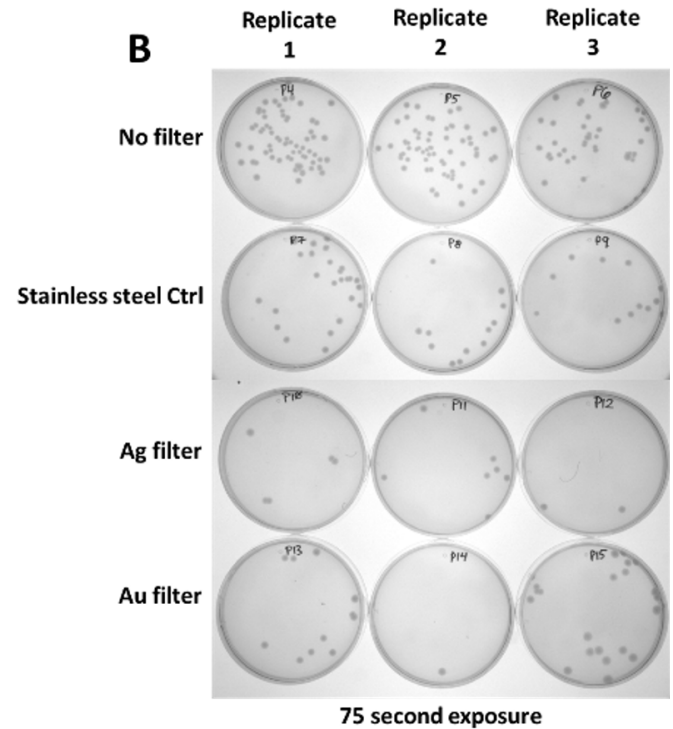 B
Replicate
1
Replicate
2
Replicate
3
No filter
P4
P5
P6
Stainless steel Ctrl
P7
P8
P9
Ag filter
P10
P11
P12
Au filter
P13
P14
P15
75 second exposure